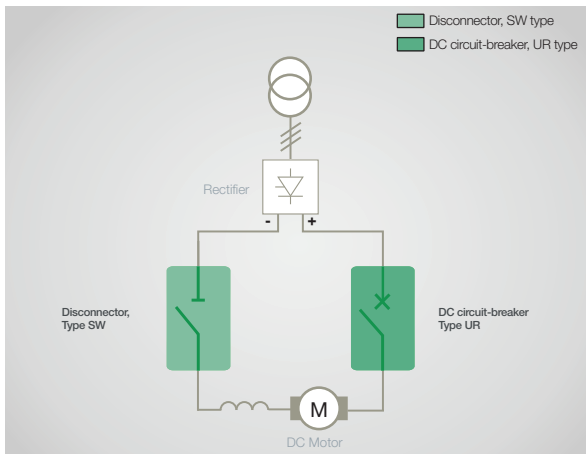 Disconnector, SW type
DC circuit-breaker, UR type
Rectifier
- +
Disconnector,
Type SW
DC circuit-breaker
Type UR
M
DC Motor